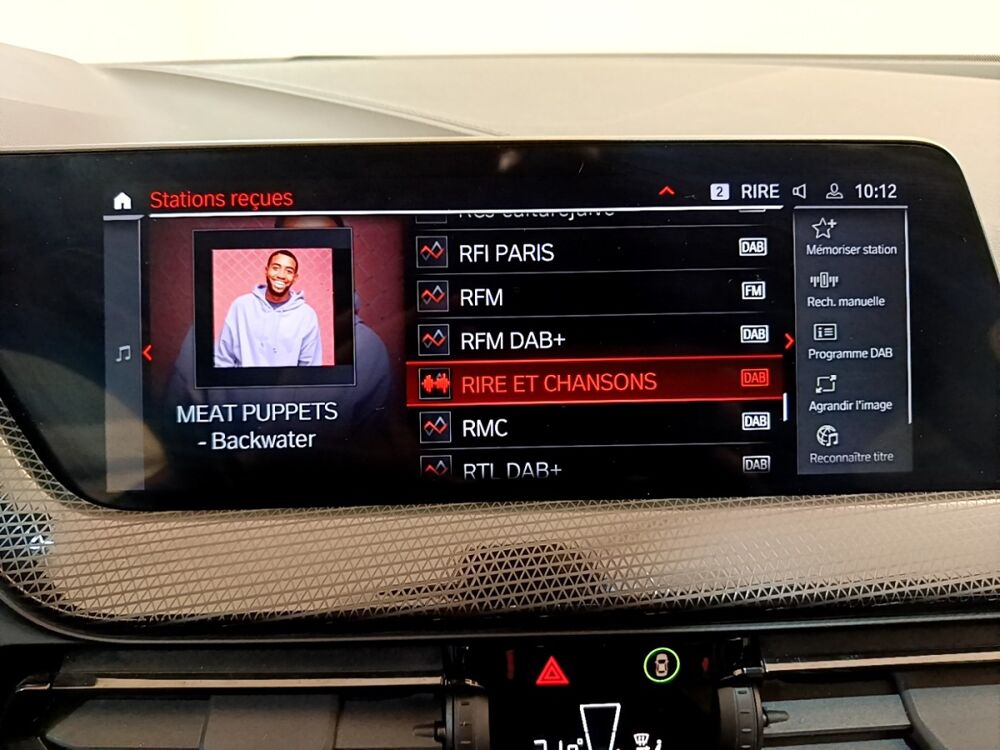 Stations reçues
2 RIRE 10:12
RFI PARIS DAB
RFM FM
RFM DAB+ DAB
RIRE ET CHANSONS DAB
RMC DAB
RTL DAB+ DAB
MEAT PUPPETS
- Backwater
Mémoriser station
Rech. manuelle
Programme DAB
Agrandir l'image
Reconnaître titre